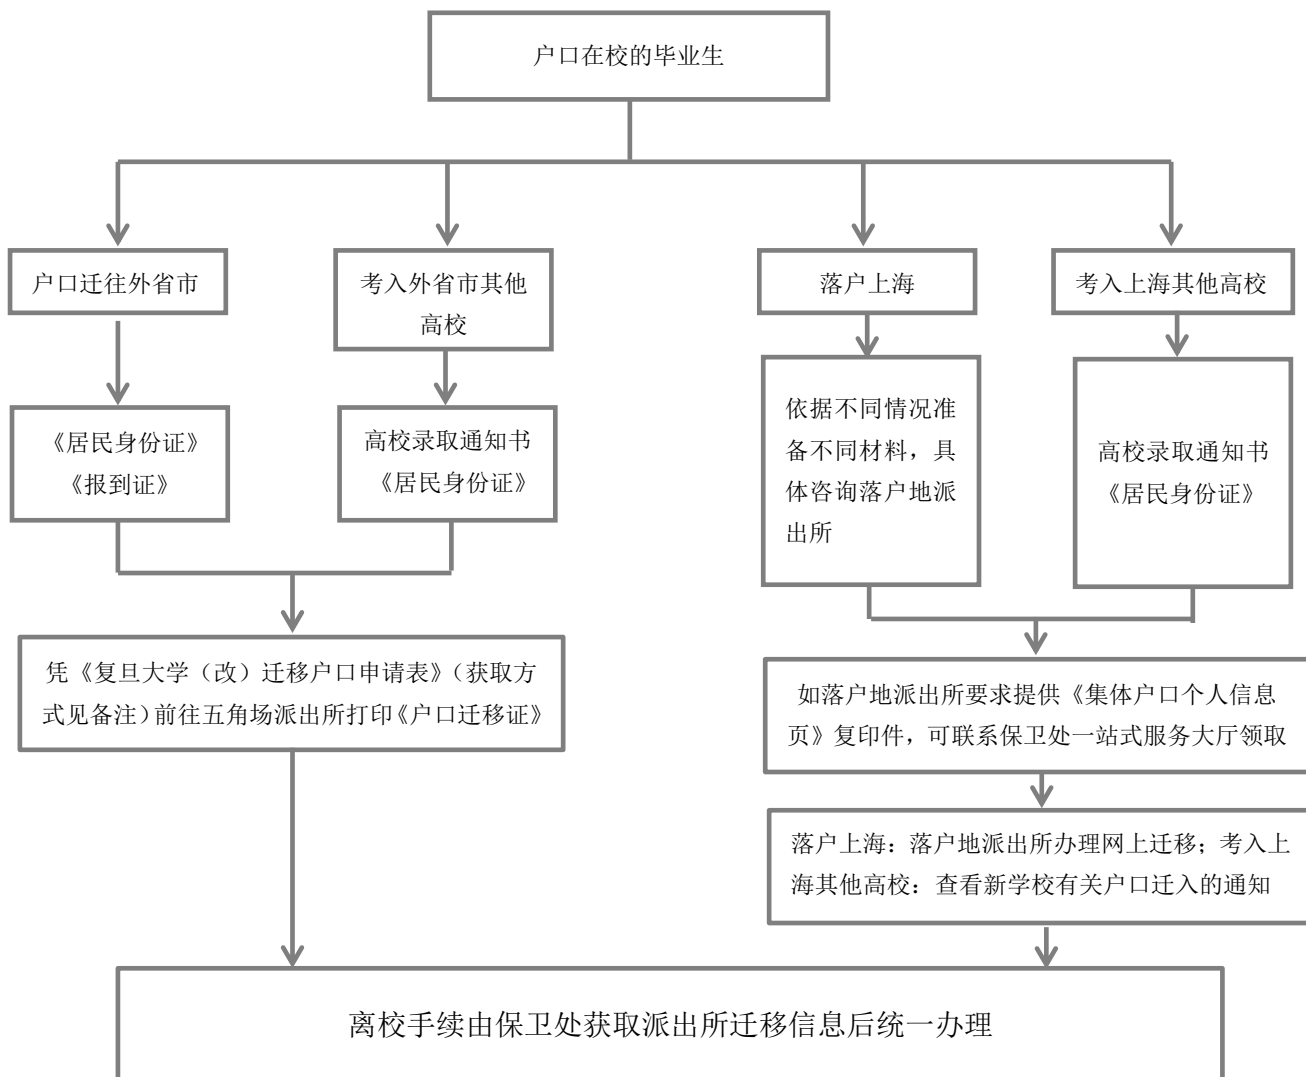 户口在校的毕业生
户口迁往外省市
考入外省市其他
高校
落户上海
考入上海其他高校
《居民身份证》
《报到证》
高校录取通知书
《居民身份证》
依据不同情况准
备不同材料，具
体咨询落户地派
出所
高校录取通知书
《居民身份证》
凭《复旦大学（改）迁移户口申请表》（获取方
式见备注）前往五角场派出所打印《户口迁移证》
如落户地派出所要求提供《集体户口个人信息
页》复印件，可联系保卫处一站式服务大厅领取
落户上海：落户地派出所办理网上迁移；考入上
海其他高校：查看新学校有关户口迁入的通知
离校手续由保卫处获取派出所迁移信息后统一办理